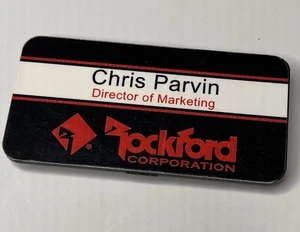 Chris Parvin
Director of Marketing
Rockford
CORPORATION